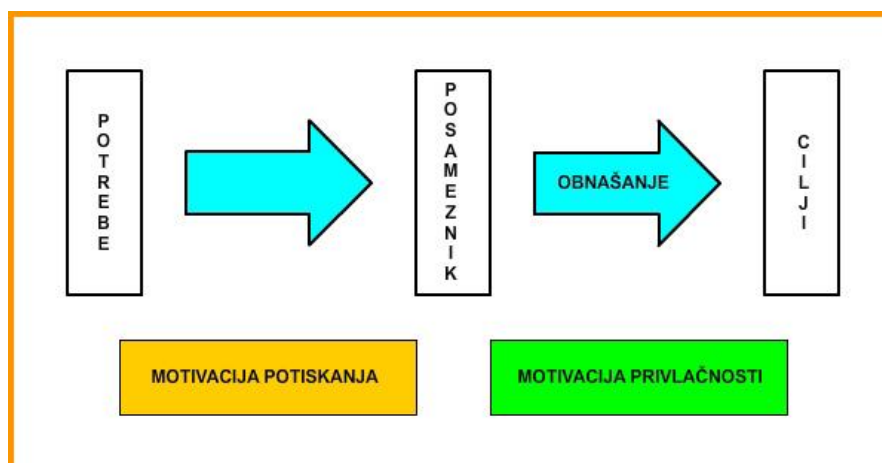 POTREBE
POSAMEZNIK
OBNAŠANJE
CILJI
MOTIVACIJA POTISKANJA
MOTIVACIJA PRIVLAČNOSTI